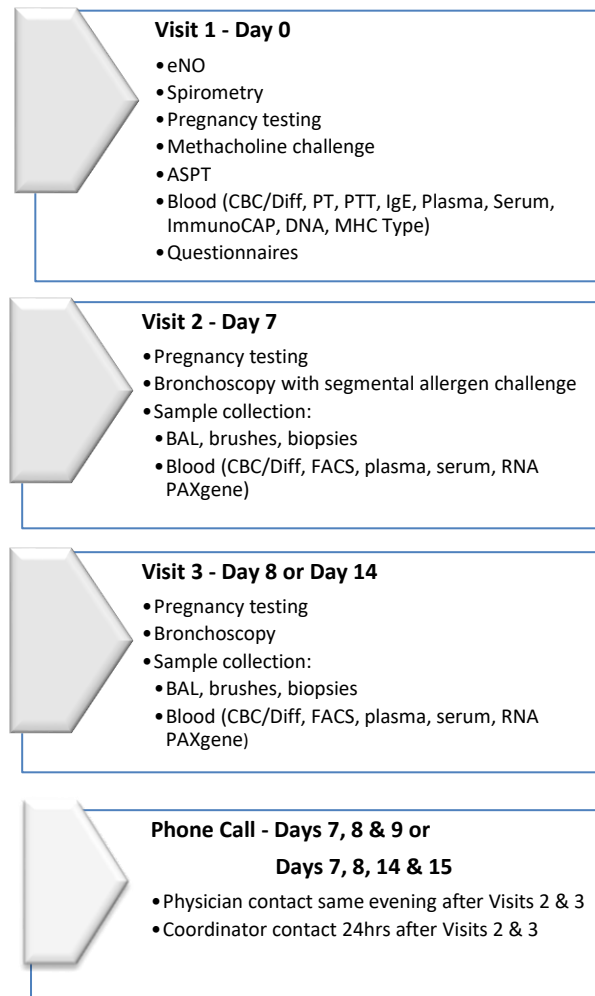 Visit 1 - Day 0
•eNO
•Spirometry
•Pregnancy testing
•Methacholine challenge
•ASPT
•Blood (CBC/Diff, PT, PTT, IgE, Plasma, Serum,
ImmunoCAP, DNA, MHC Type)
•Questionnaires
Visit 2 - Day 7
•Pregnancy testing
•Bronchoscopy with segmental allergen challenge
•Sample collection:
•BAL, brushes, biopsies
•Blood (CBC/Diff, FACS, plasma, serum, RNA
PAXgene)
Visit 3 - Day 8 or Day 14
•Pregnancy testing
•Bronchoscopy
•Sample collection:
•BAL, brushes, biopsies
•Blood (CBC/Diff, FACS, plasma, serum, RNA
PAXgene)
Phone Call - Days 7, 8 & 9 or
Days 7, 8, 14 & 15
•Physician contact same evening after Visits 2 & 3
•Coordinator contact 24hrs after Visits 2 & 3